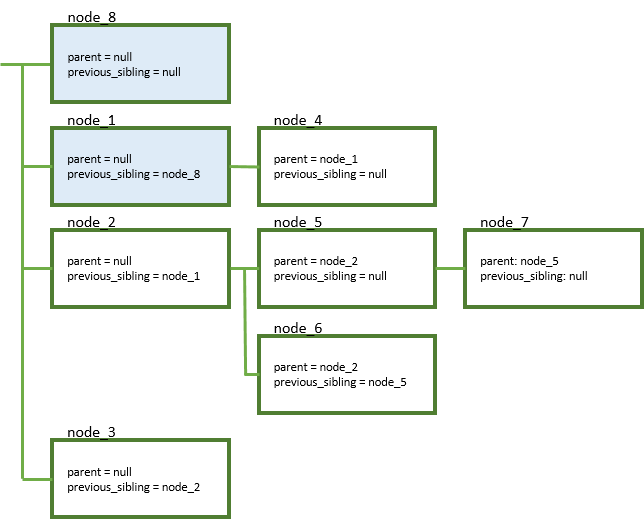 node_8
parent = null
previous_sibling = null
node_1
parent = null
previous_sibling = node_8
node_4
parent = node_1
previous_sibling = null
node_2
parent = null
previous_sibling = node_1
node_5
parent = node_2
previous_sibling = null
node_7
parent: node_5
previous_sibling: null
node_6
parent = node_2
previous_sibling = node_5
node_3
parent = null
previous_sibling = node_2